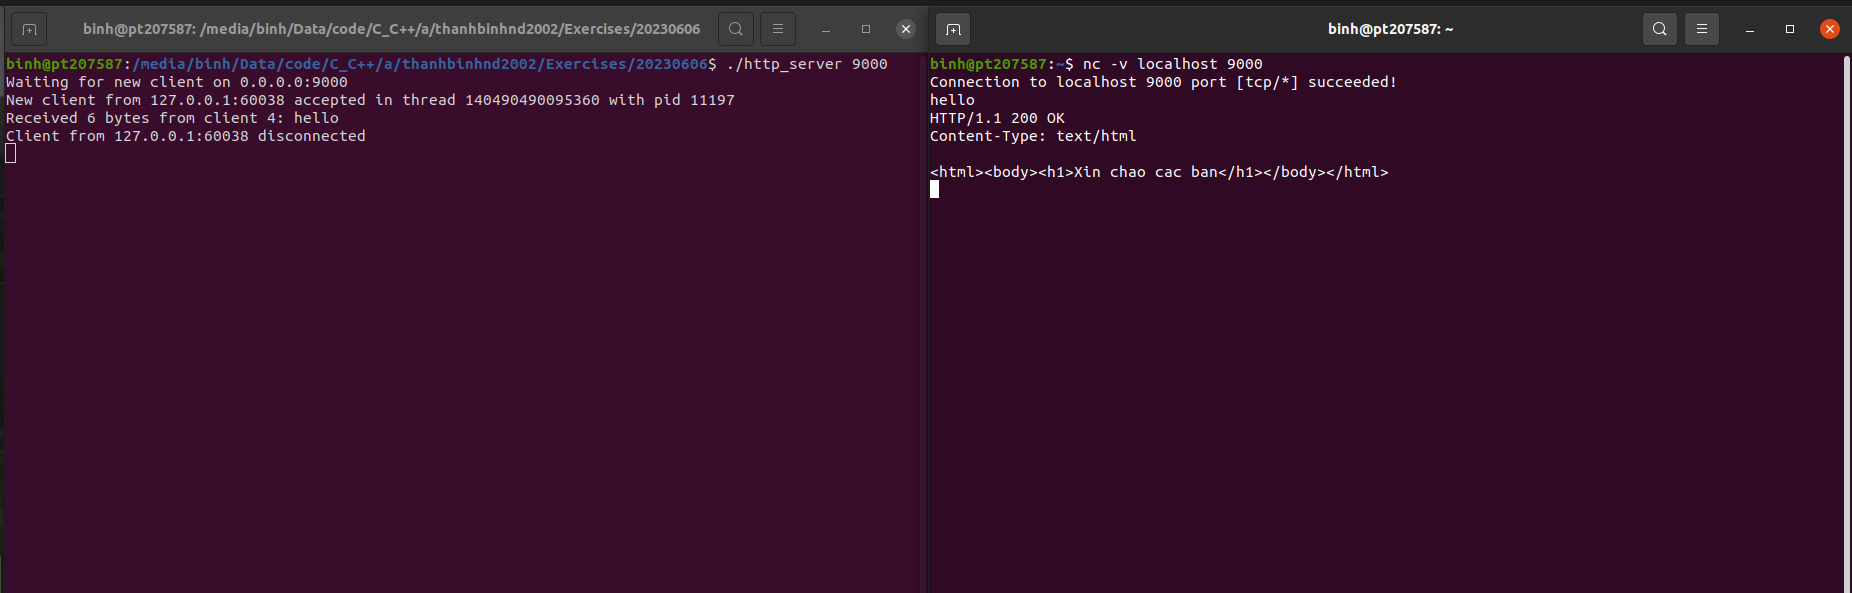 binh@pt207587: /media/binh/Data/code/C_C++/a/thanhbinhnd2002/Exercises/20230606
binh@pt207587:/media/binh/Data/code/C_C++/a/thanhbinhnd2002/Exercises/20230606$ ./http_server 9000
Waiting for new client on 0.0.0.0:9000
New client from 127.0.0.1:60038 accepted in thread 140490490095360 with pid 11197
Received 6 bytes from client 4: hello
Client from 127.0.0.1:60038 disconnected
binh@pt207587: ~
binh@pt207587:~$ nc -v localhost 9000
Connection to localhost 9000 port [tcp/*] succeeded!
hello
HTTP/1.1 200 OK
Content-Type: text/html
<html><body><h1>Xin chao cac ban</h1></body></html>